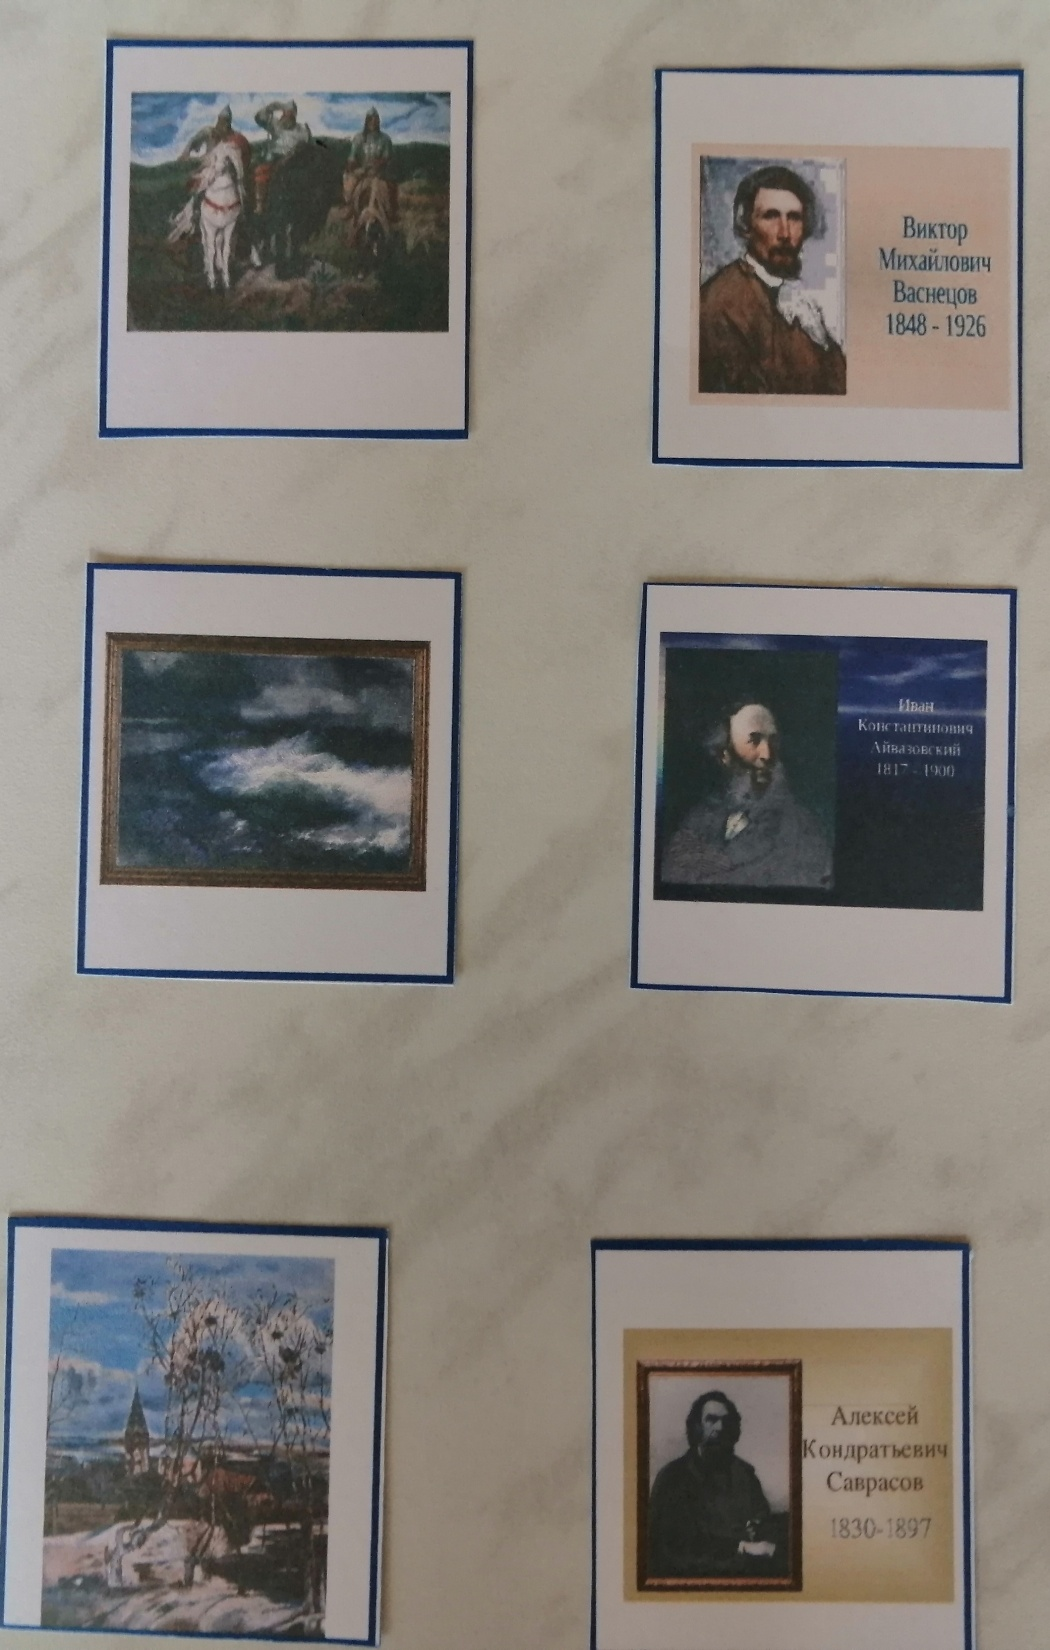 Виктор
Михайлович
Васнецов
1848 - 1926
Иван
Константинович
Айвазовский
1817 - 1900
Алексей
Кондратьевич
Саврасов
1830-1897